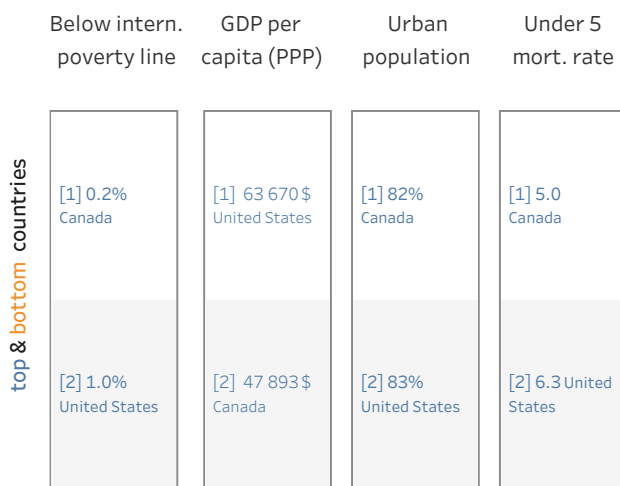 Below intern.
poverty line
GDP per
capita (PPP)
Urban
population
Under 5
mort. rate
top & bottom countries
[1] 0.2%
Canada
[1] 63 670 $
United States
[1] 82%
Canada
[1] 5.0
Canada
[2] 1.0%
United States
[2] 47 893 $
Canada
[2] 83%
United States
[2] 6.3 United
States